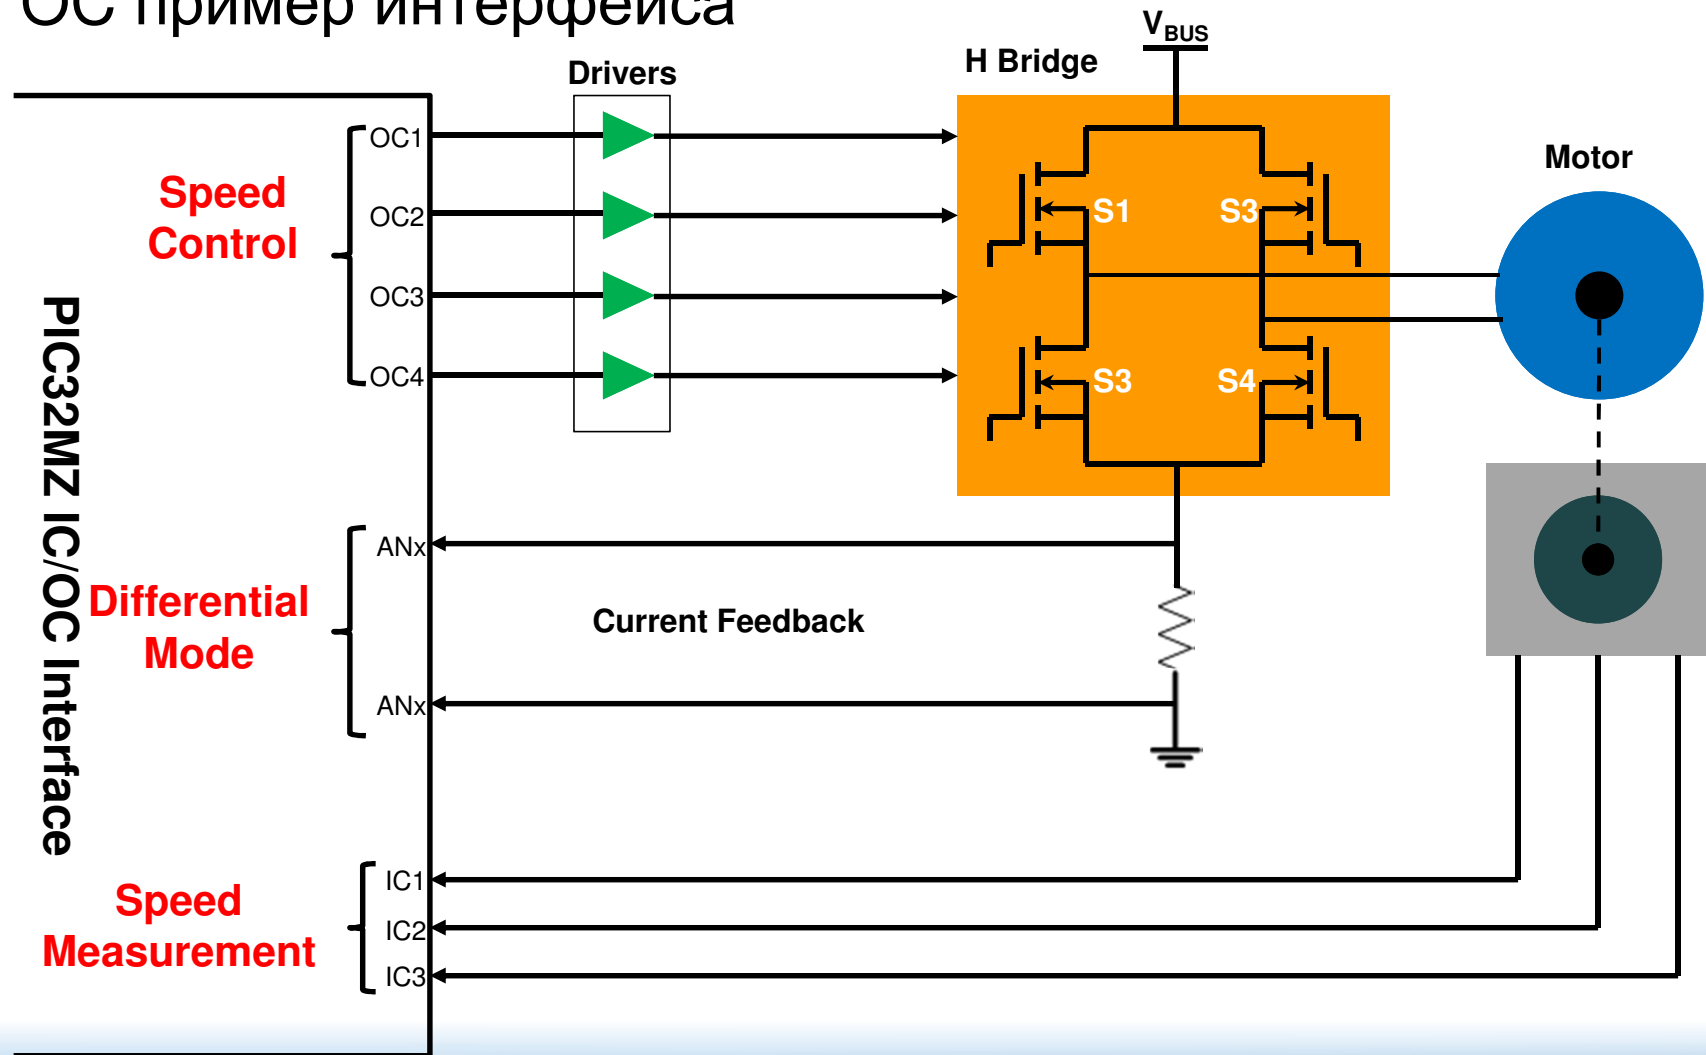 ОС пример интерфейса
V_BUS
H Bridge
Drivers
Motor
OC1
Speed
Control
OC2
OC3
OC4
S1
S3
S3
S4
PIC32MZ IC/OC Interface
ANx
Differential
Mode
Current Feedback
ANx
IC1
Speed
Measurement
IC2
IC3